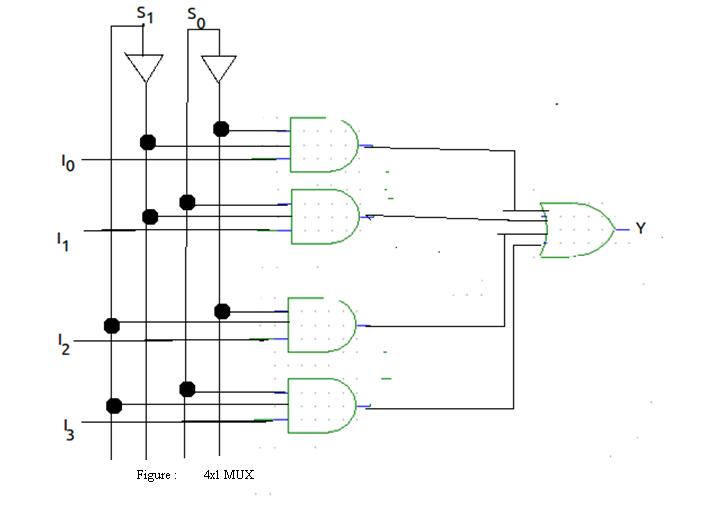 S1 S0
I0
I1
Y
I2
I3
Figure : 4x1 MUX